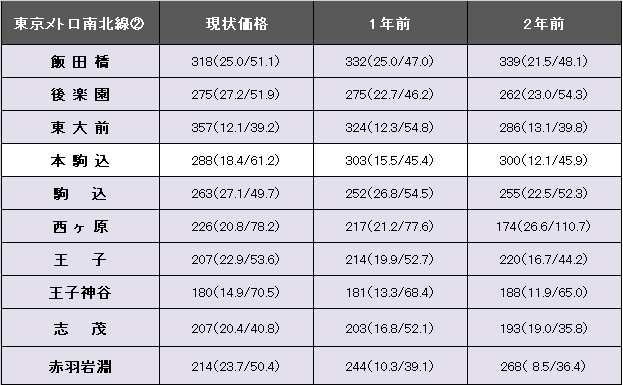 東京メトロ南北線② 現状価格 1年前 2年前
飯田橋 318(25.0/51.1) 332(25.0/47.0) 339(21.5/48.1)
後楽園 275(27.2/51.9) 275(22.7/46.2) 262(23.0/54.3)
東大前 357(12.1/39.2) 324(12.3/54.8) 286(13.1/39.8)
本駒込 288(18.4/61.2) 303(15.5/45.4) 300(12.1/45.9)
駒込 263(27.1/49.7) 252(26.8/54.5) 255(22.5/52.3)
西ヶ原 226(20.8/78.2) 217(21.2/77.6) 174(26.6/110.7)
王子 207(22.9/53.6) 214(19.9/52.7) 220(16.7/44.2)
王子神谷 180(14.9/70.5) 181(13.3/68.4) 188(11.9/65.0)
志茂 207(20.4/40.8) 203(16.8/52.1) 193(19.0/35.8)
赤羽岩淵 214(23.7/50.4) 244(10.3/39.1) 268( 8.5/36.4)